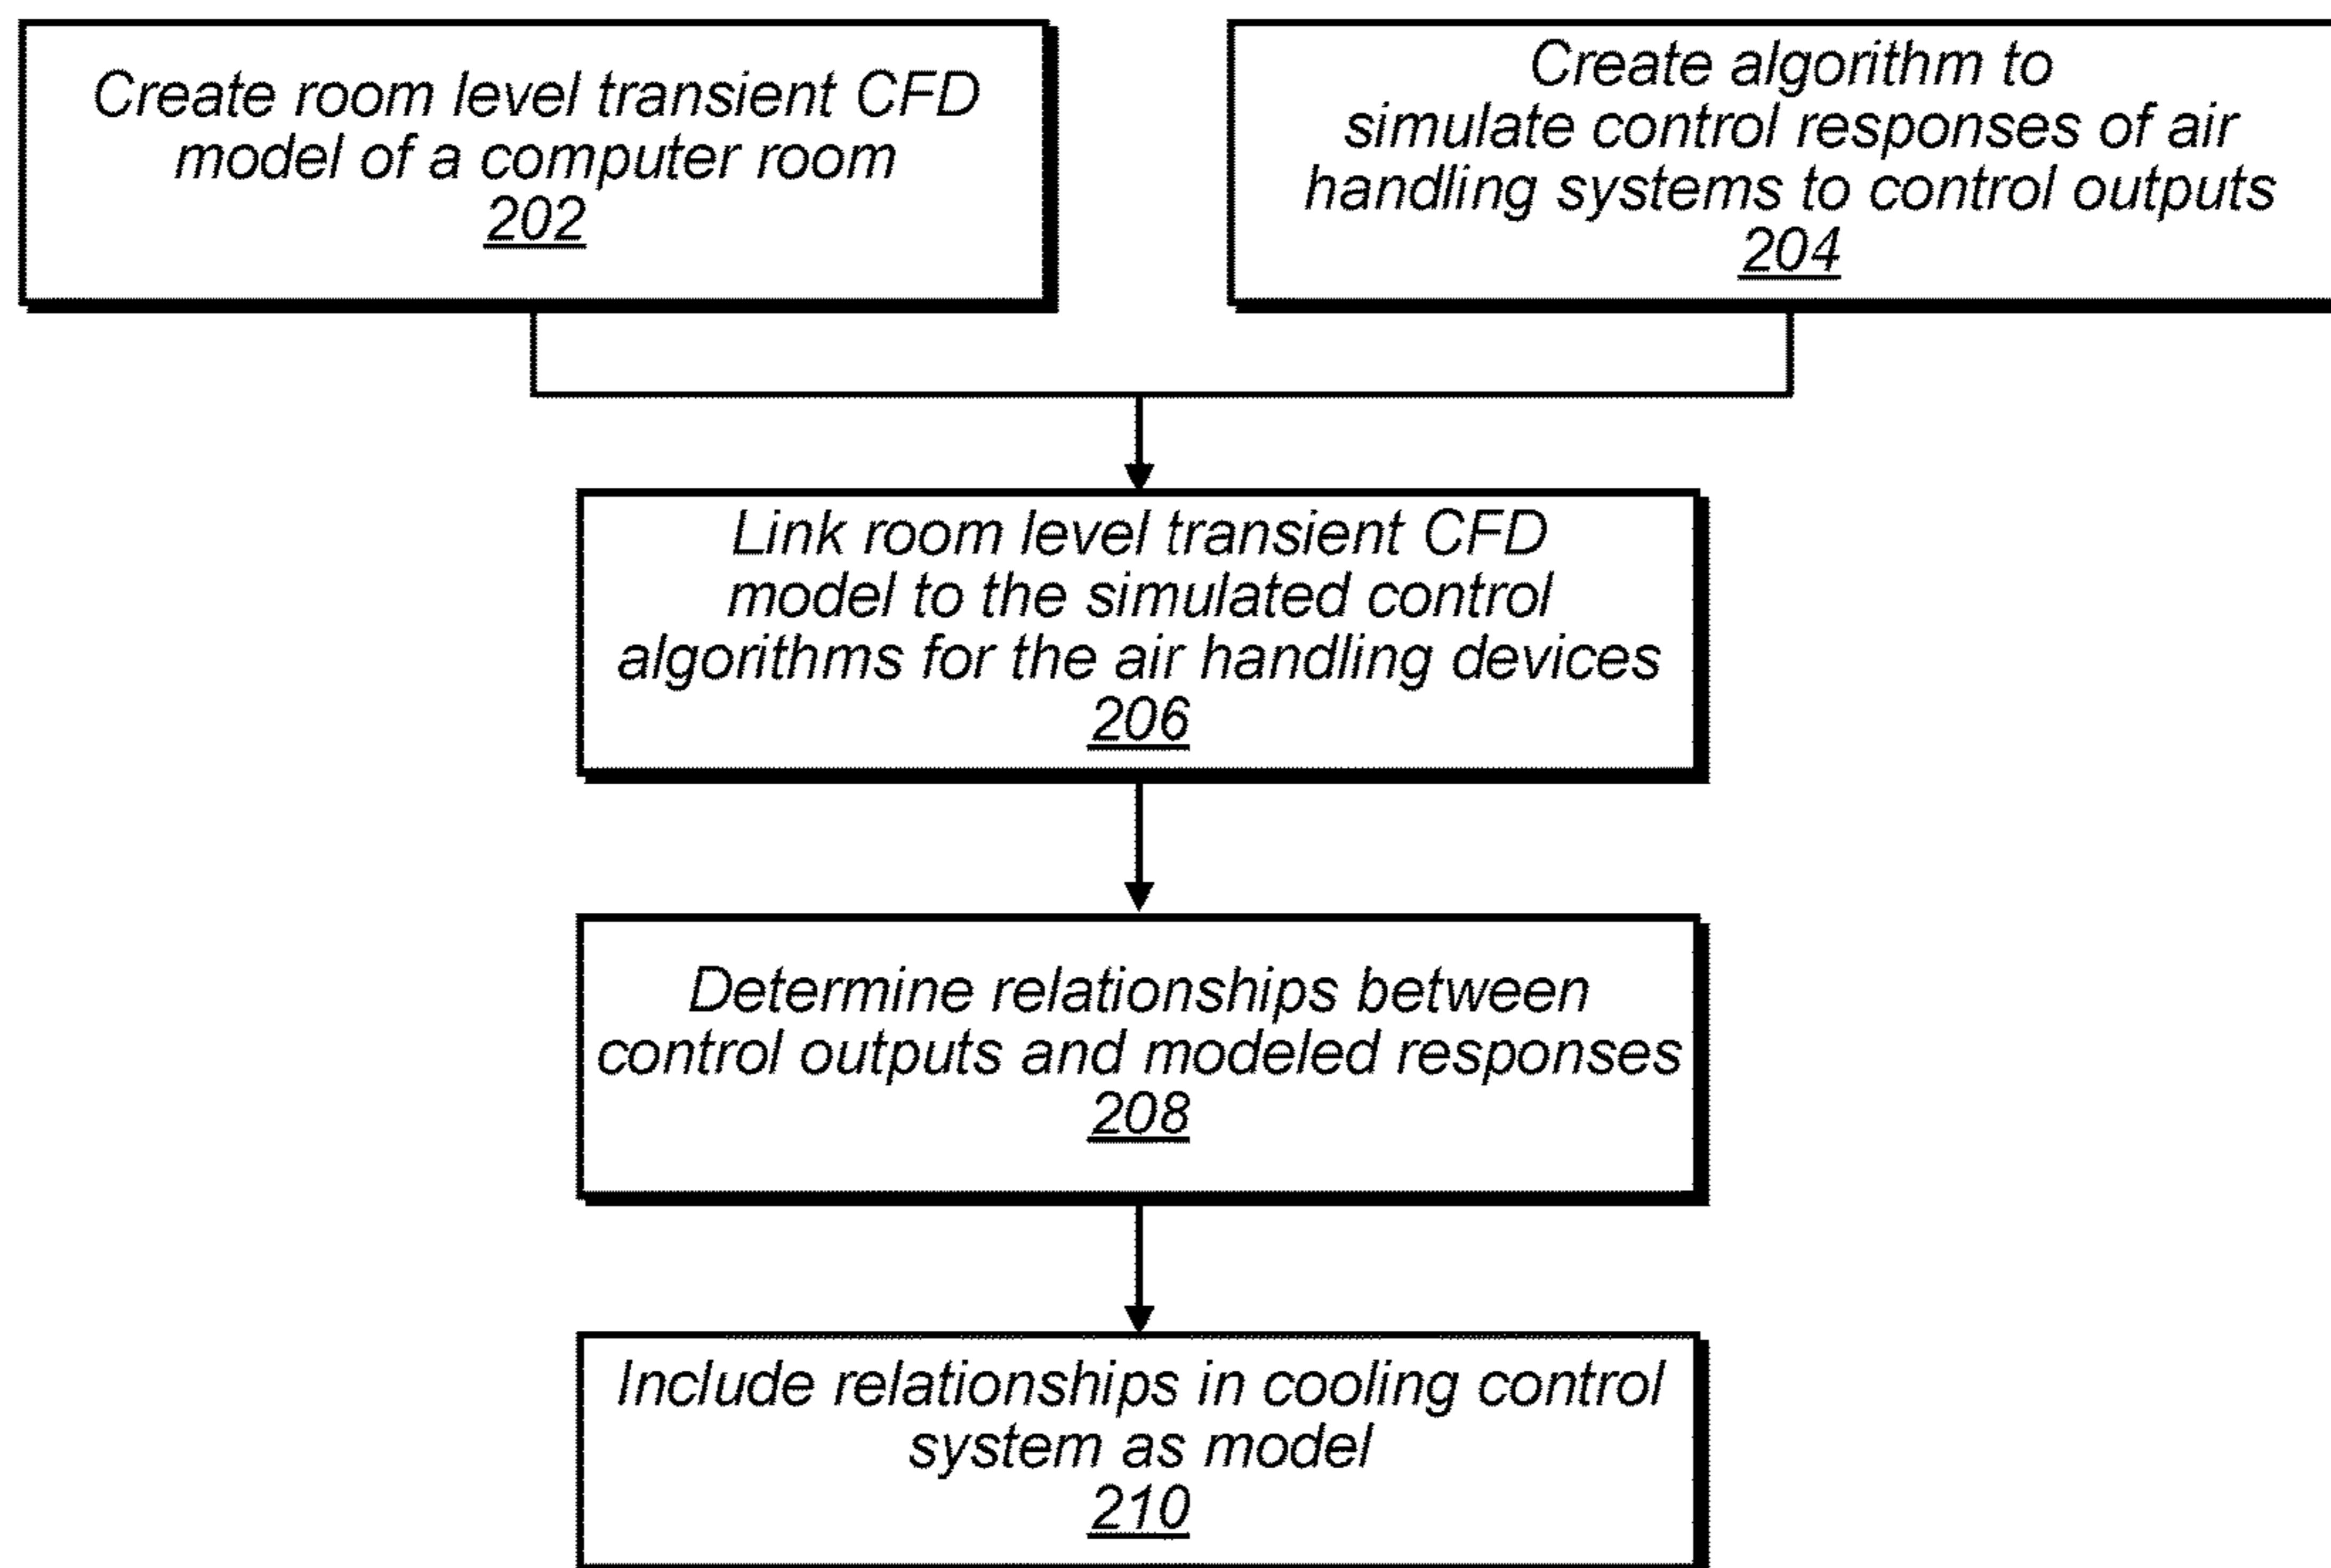 Create room level transient CFD
model of a computer room
202
Create algorithm to
simulate control responses of air
handling systems to control outputs
204
Link room level transient CFD
model to the simulated control
algorithms for the air handling devices
206
Determine relationships between
control outputs and modeled responses
208
Include relationships in cooling control
system as model
210